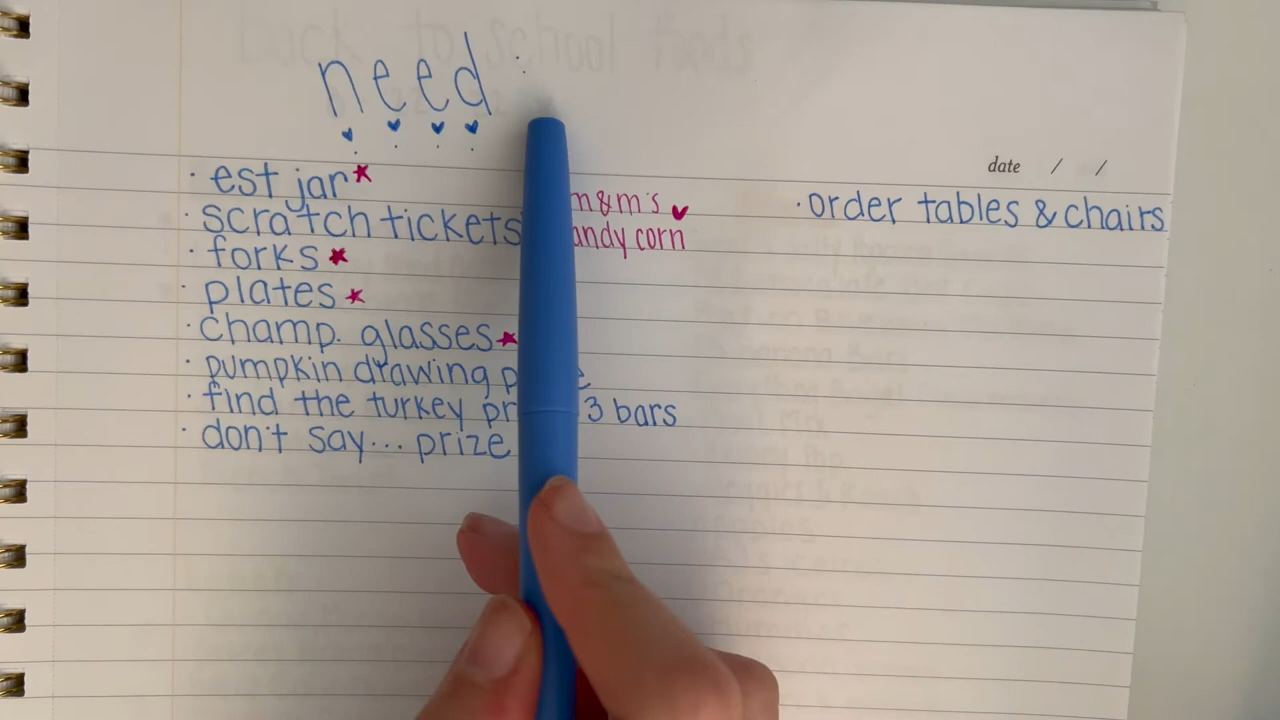 need
date / /
· est jar
· scratch tickets
m&m's
· order tables & chairs
corn
· forks
· plates
· champ. glasses
· pumpkin drawing
· find the turkey 3 bars
· don't say... prize